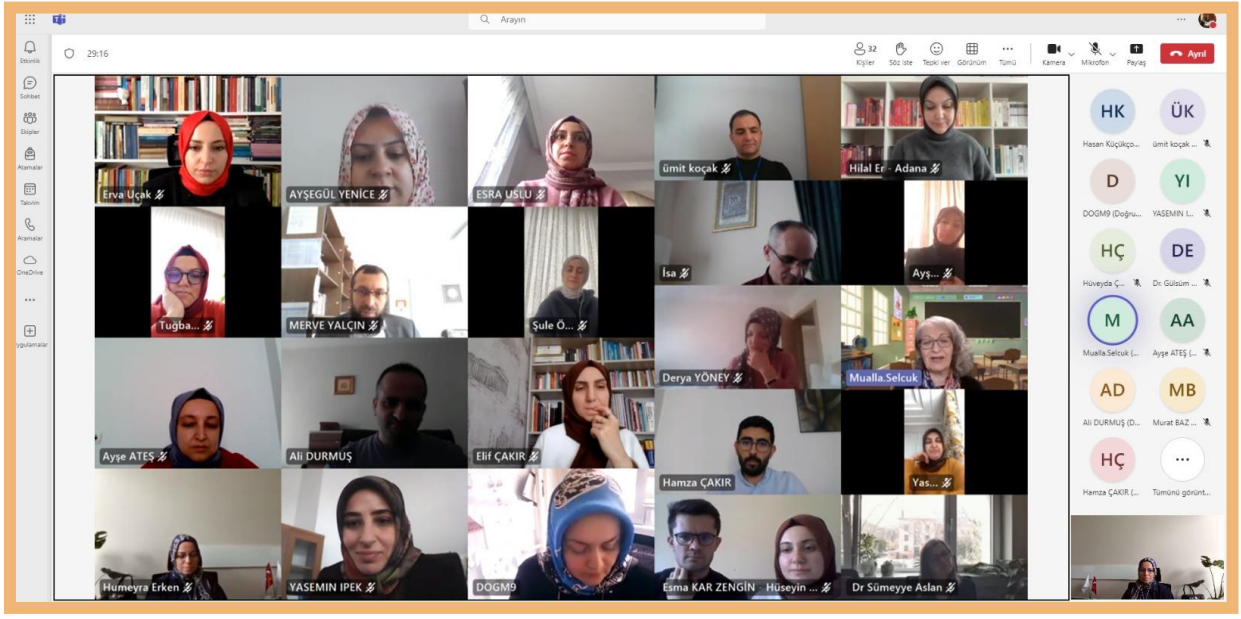 Arayın
29:16
32
Kişiler
Söz iste
Tepki ver
Görünüm
Tümü
Kamera
Mikrofon
Paylaş
Ayrıl
Etkinlik
Sohbet
Ekipler
Atamalar
Takvim
Aramalar
OneDrive
ygulamalar
Erva Uçak
AYŞEGÜL YENİCE
ESRA USLU
ümit koçak
Hilal Er - Adana
Tuğba...
MERVE YALÇIN
Şule Ö...
İsa
Ayş...
Derya YÖNEY
Mualla.Selcuk
Ayşe ATEŞ
Ali DURMUŞ
Elif ÇAKIR
Hamza ÇAKIR
Yas...
Humeyra Erken
YASEMIN IPEK
DOGM9
Esma KAR ZENGİN - Hüseyin ...
Dr Sümeyye Aslan
HK
ÜK
Hasan Küçükço...
ümit koçak ...
D
YI
DOGM9 (Doğru...
YASEMIN I...
HÇ
DE
Hüveyda Ç...
Dr. Gülsüm ...
M
AA
Mualla.Selcuk (...
Ayşe ATEŞ (...
AD
MB
Ali DURMUŞ (D...
Murat BAZ ...
HÇ
Hamza ÇAKIR (...
Tümünü görünt...